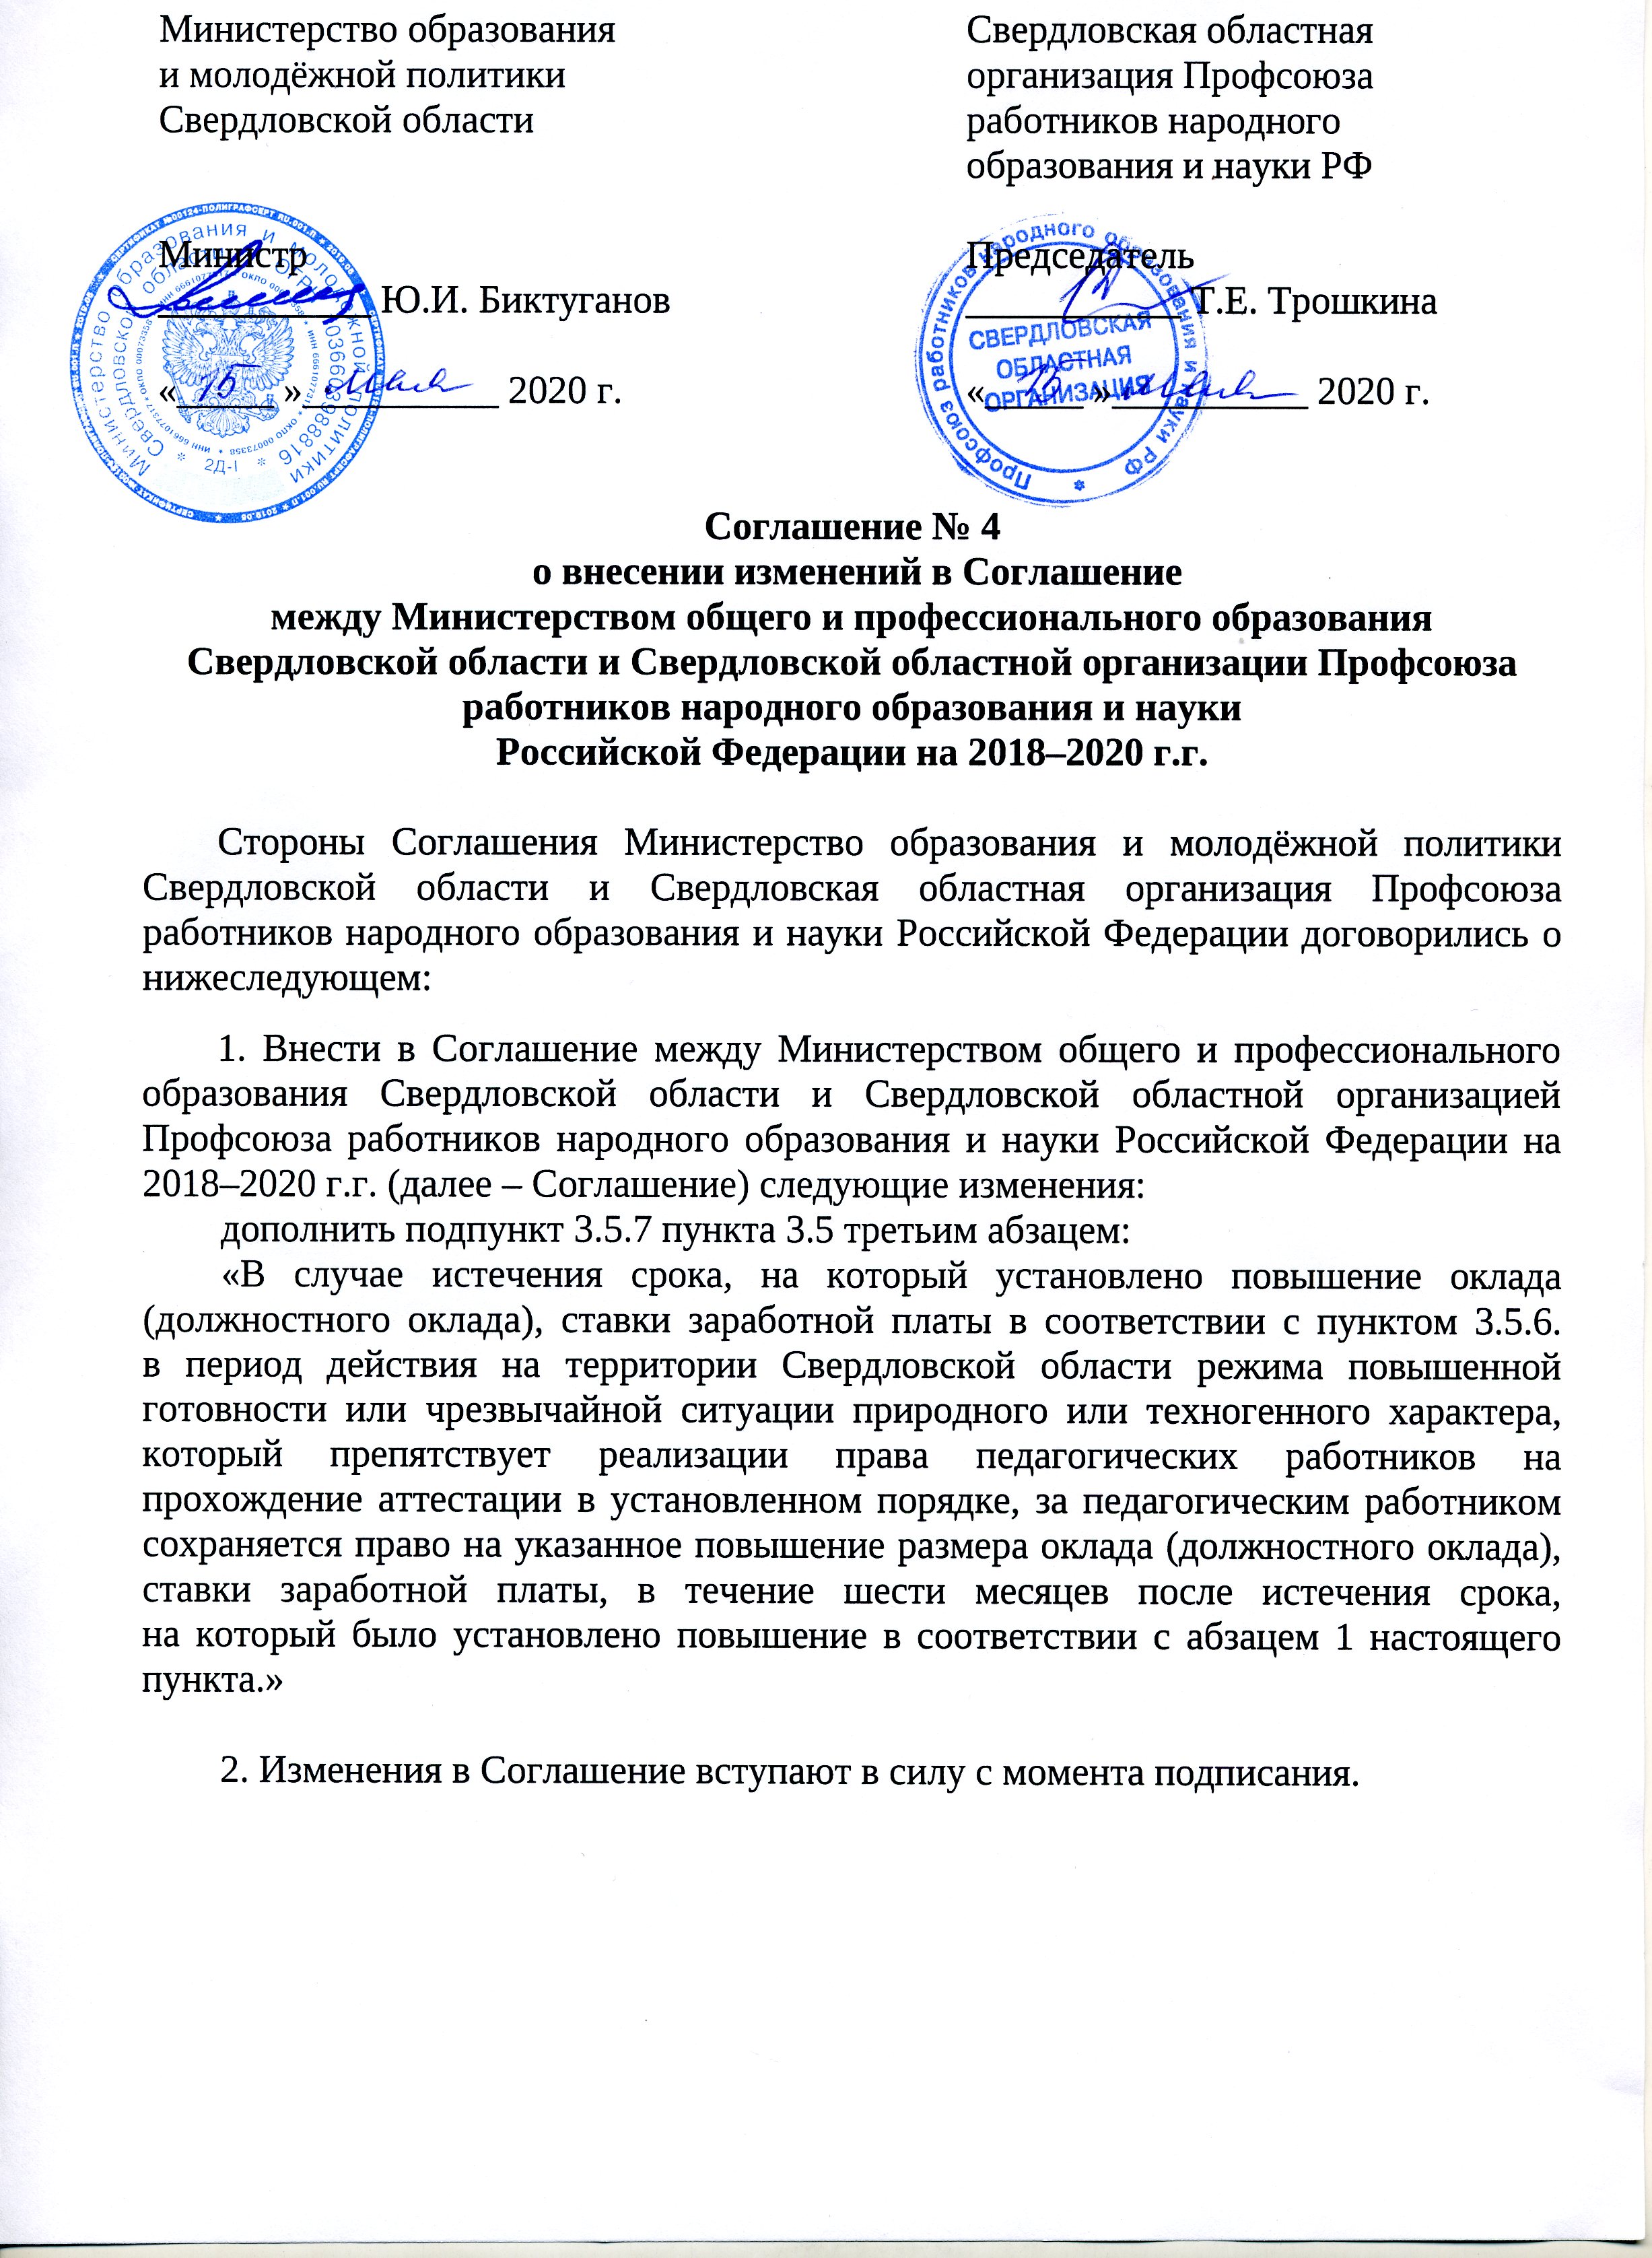 Министерство образования
и молодёжной политики
Свердловской области
Министр
Ю.И. Биктуганов
« 15 » мая 2020 г.
Свердловская областная
организация Профсоюза
работников народного
образования и науки РФ
Председатель
Т.Е. Трошкина
« 15 » мая 2020 г.
Министерство образования и молодежной политики
Свердловской области * ОГРН 1036603988816
* 2Д-I *
Профсоюз работников народного образования и науки РФ
СВЕРДЛОВСКАЯ
ОБЛАСТНАЯ
ОРГАНИЗАЦИЯ
Соглашение № 4
о внесении изменений в Соглашение
между Министерством общего и профессионального образования
Свердловской области и Свердловской областной организации Профсоюза
работников народного образования и науки
Российской Федерации на 2018–2020 г.г.
Стороны Соглашения Министерство образования и молодёжной политики
Свердловской области и Свердловская областная организация Профсоюза
работников народного образования и науки Российской Федерации договорились о
нижеследующем:
1. Внести в Соглашение между Министерством общего и профессионального
образования Свердловской области и Свердловской областной организацией
Профсоюза работников народного образования и науки Российской Федерации на
2018–2020 г.г. (далее – Соглашение) следующие изменения:
дополнить подпункт 3.5.7 пункта 3.5 третьим абзацем:
«В случае истечения срока, на который установлено повышение оклада
(должностного оклада), ставки заработной платы в соответствии с пунктом 3.5.6.
в период действия на территории Свердловской области режима повышенной
готовности или чрезвычайной ситуации природного или техногенного характера,
который препятствует реализации права педагогических работников на
прохождение аттестации в установленном порядке, за педагогическим работником
сохраняется право на указанное повышение размера оклада (должностного оклада),
ставки заработной платы, в течение шести месяцев после истечения срока,
на который было установлено повышение в соответствии с абзацем 1 настоящего
пункта.»
2. Изменения в Соглашение вступают в силу с момента подписания.